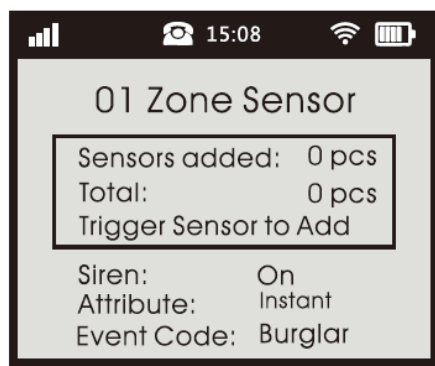 15:08
01 Zone Sensor
Sensors added: 0 pcs
Total: 0 pcs
Trigger Sensor to Add
Siren: On
Attribute: Instant
Event Code: Burglar